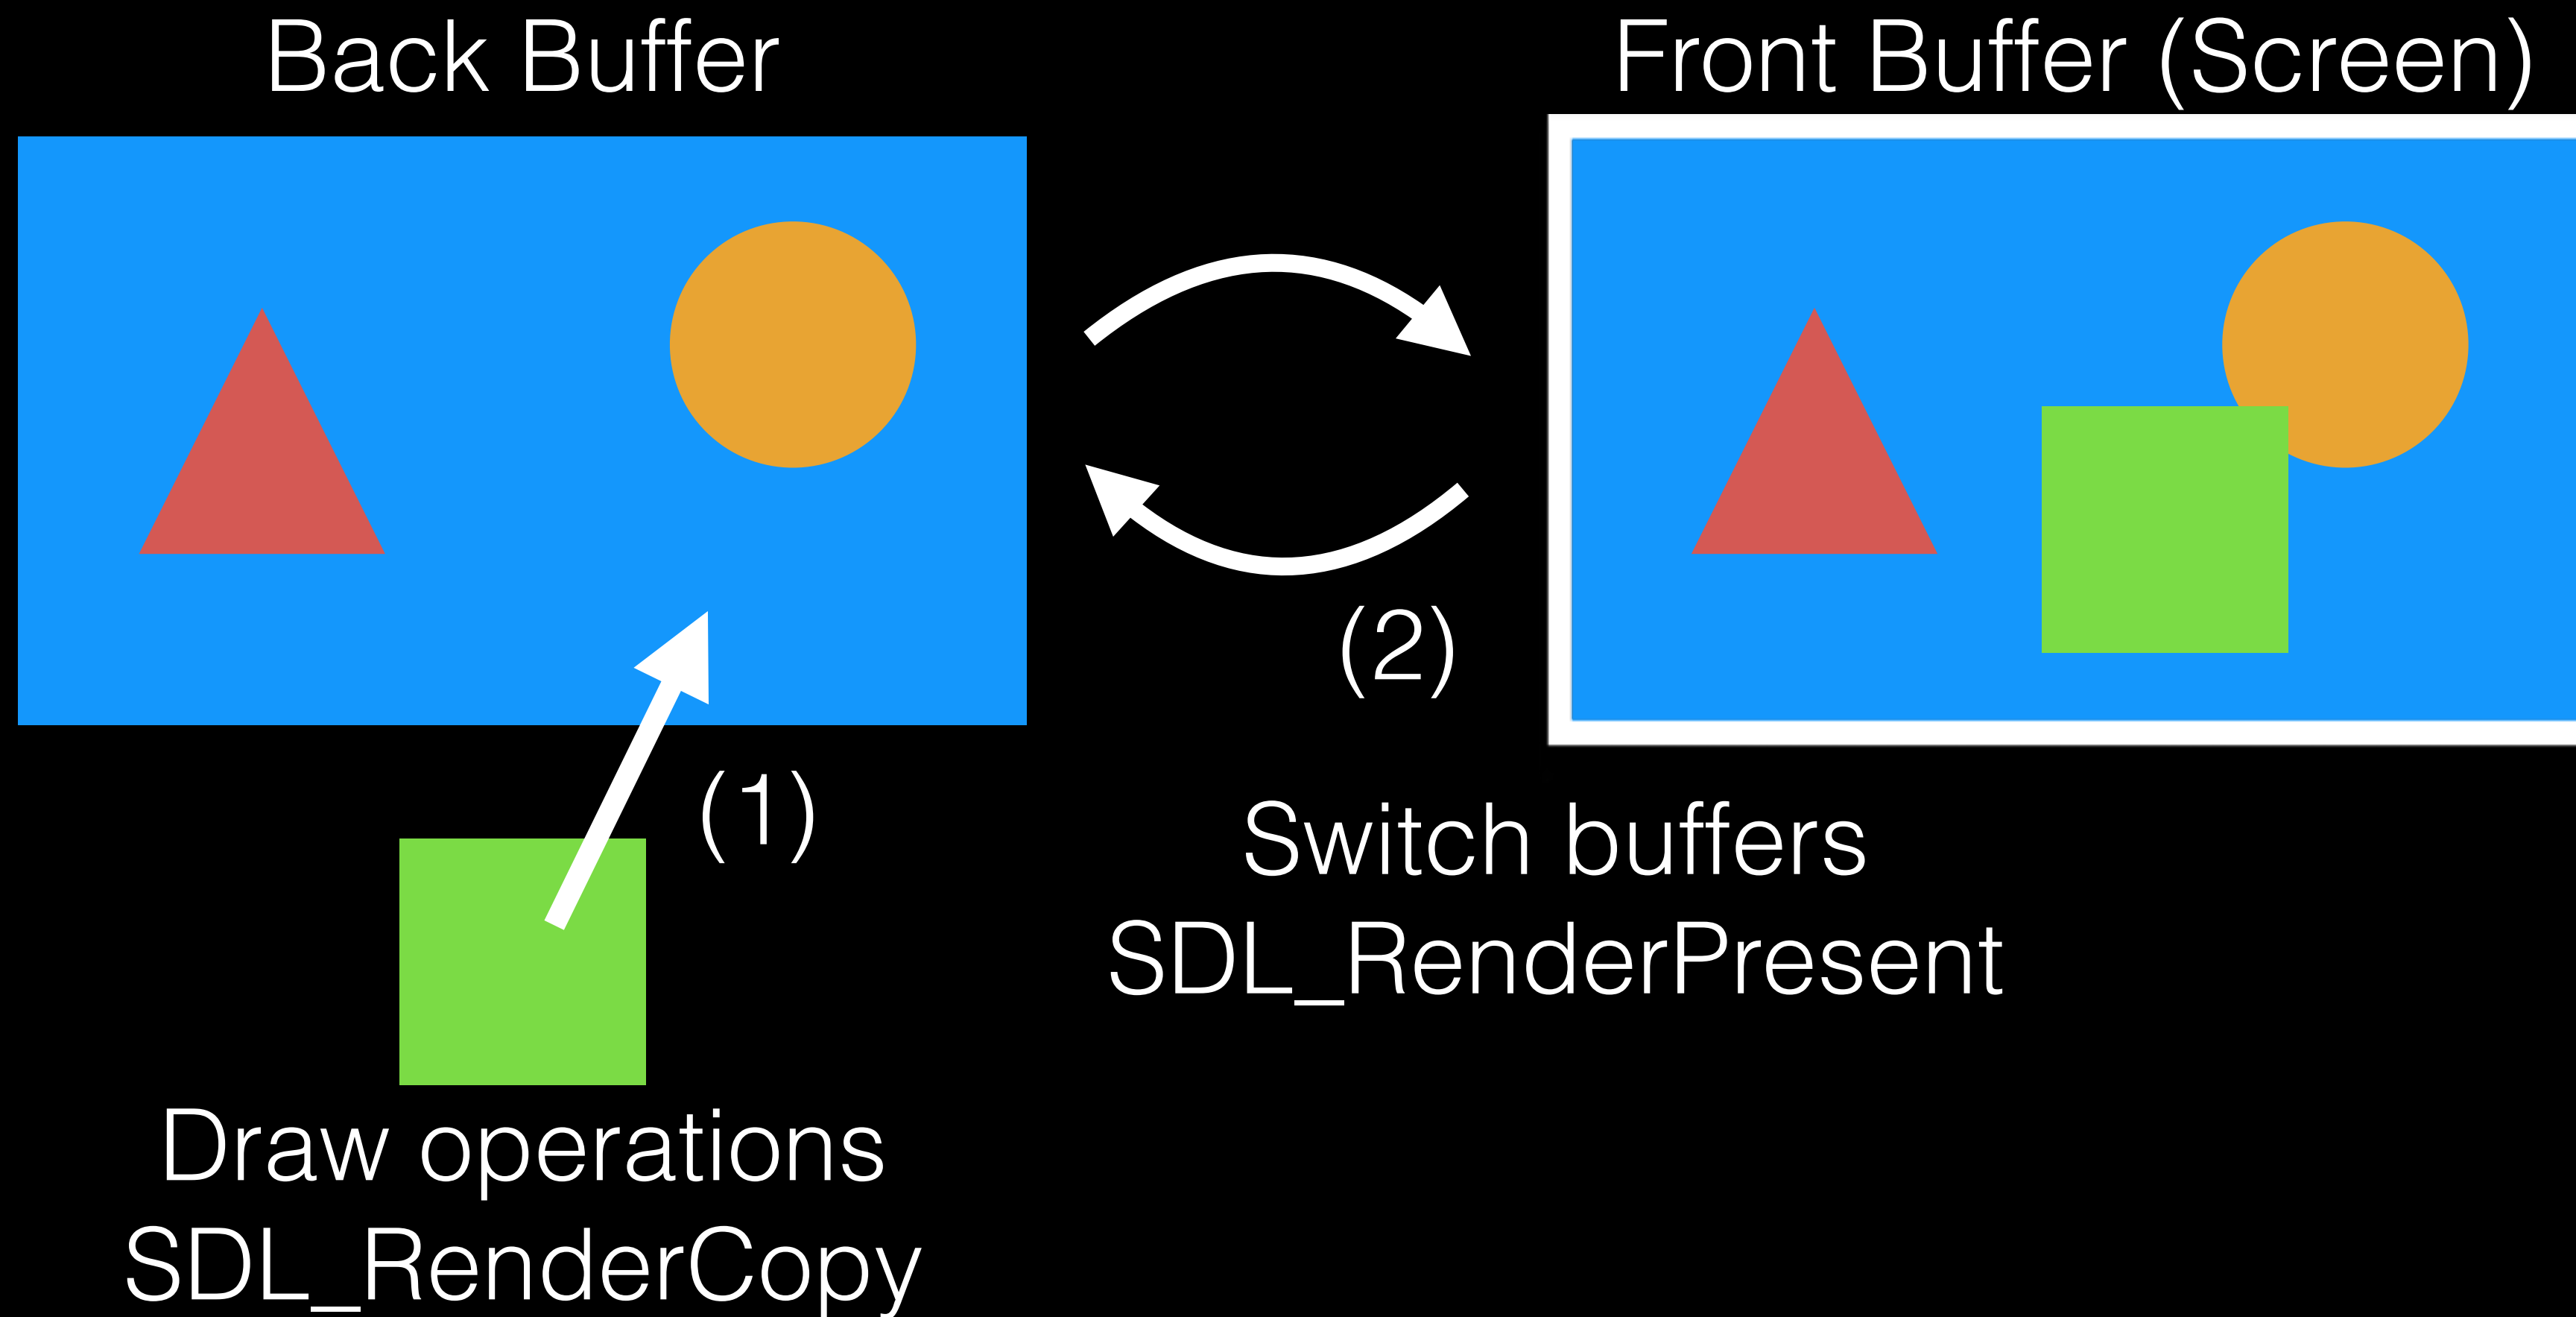 Back Buffer
Front Buffer (Screen)
(2)
(1)
Switch buffers
SDL_RenderPresent
Draw operations
SDL_RenderCopy